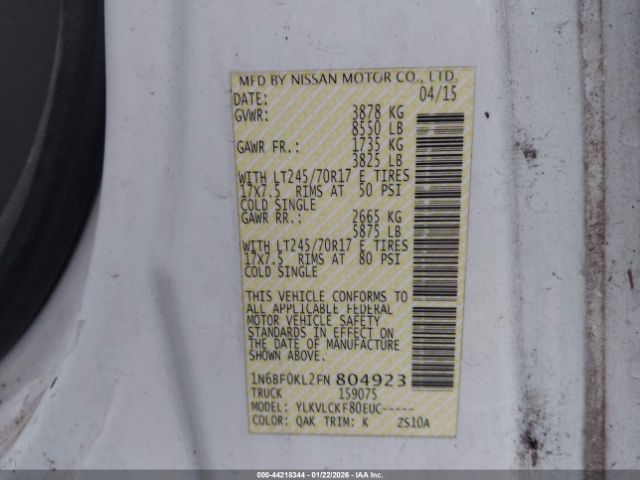 MFD BY NISSAN MOTOR CO., LTD.
DATE: 04/15
GVWR: 3878 KG
8550 LB
GAWR FR.: 1735 KG
3825 LB
WITH LT245/70R17 E TIRES
17X7.5 RIMS AT 50 PSI
COLD SINGLE
GAWR RR.: 2665 KG
5875 LB
WITH LT245/70R17 E TIRES
17X7.5 RIMS AT 80 PSI
COLD SINGLE
THIS VEHICLE CONFORMS TO
ALL APPLICABLE FEDERAL
MOTOR VEHICLE SAFETY
STANDARDS IN EFFECT ON
THE DATE OF MANUFACTURE
SHOWN ABOVE.
1N6BF0KL2FN 804923
TRUCK 159075
MODEL: YLKVLCKF80EUC-----
COLOR: QAK TRIM: K ZS10A
000-44218344 | 01/22/2026 - IAAI.COM